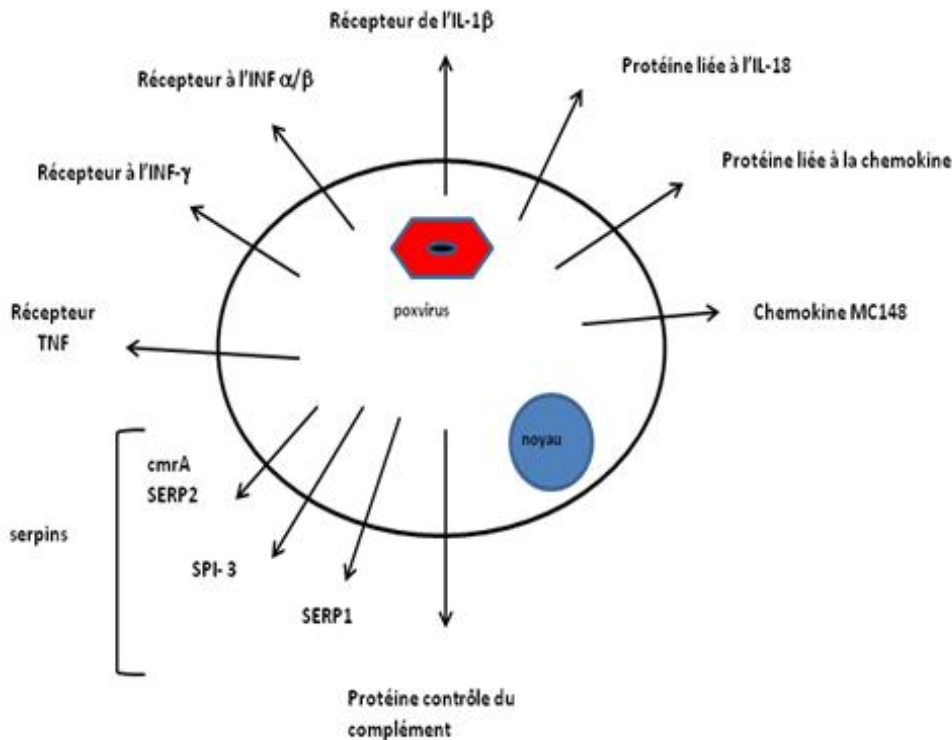 Récepteur de l'IL-1β
Récepteur à l'INF α/β
Protéine liée à l'IL-18
Récepteur à l'INF-γ
Protéine liée à la chemokine
Récepteur
TNF
poxvirus
Chemokine MC148
noyau
cmrA
SERP2
serpins
SPI- 3
SERP1
Protéine contrôle du
complément